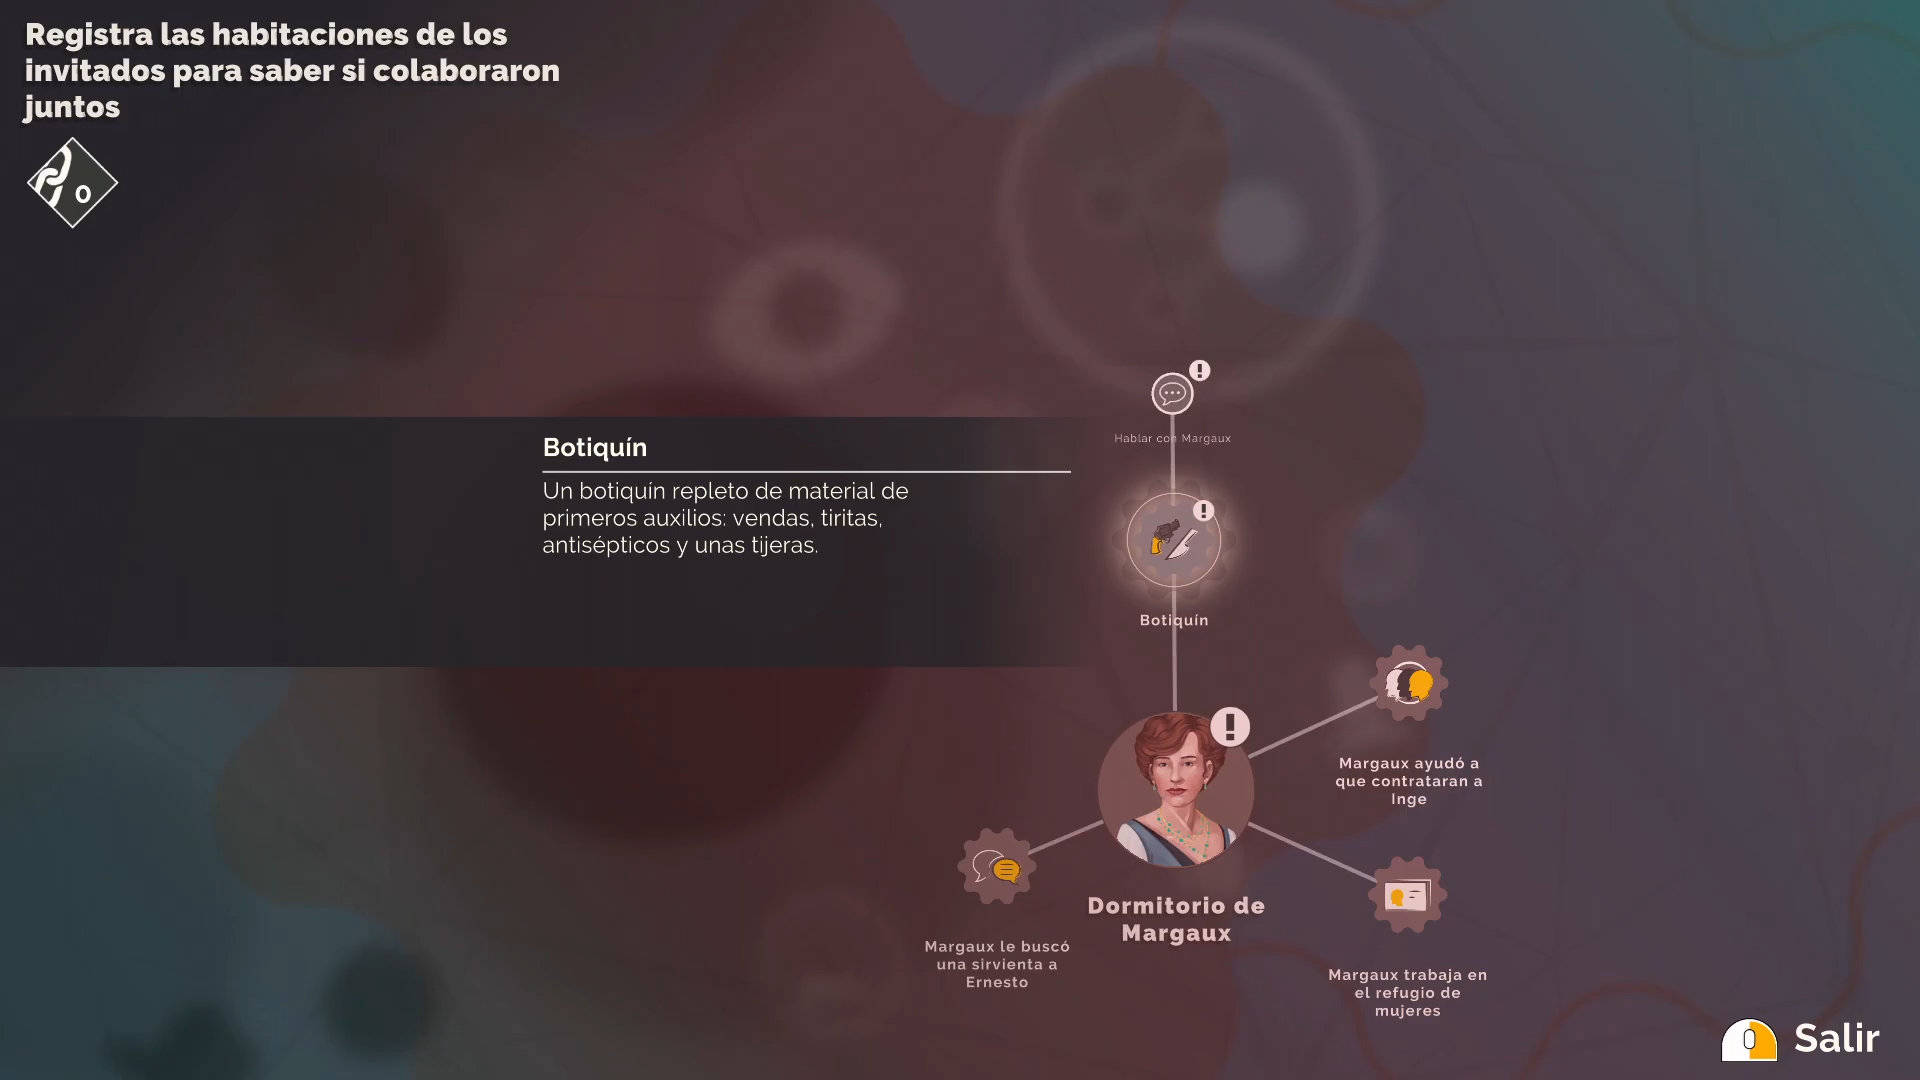 Registra las habitaciones de los
invitados para saber si colaboraron
juntos
0
Hablar con Margaux
Botiquín
Un botiquín repleto de material de
primeros auxilios: vendas, tiritas,
antisépticos y unas tijeras.
Botiquín
Margaux ayudó a
que contrataran a
Inge
Dormitorio de
Margaux
Margaux le buscó
una sirvienta a
Ernesto
Margaux trabaja en
el refugio de
mujeres
Salir